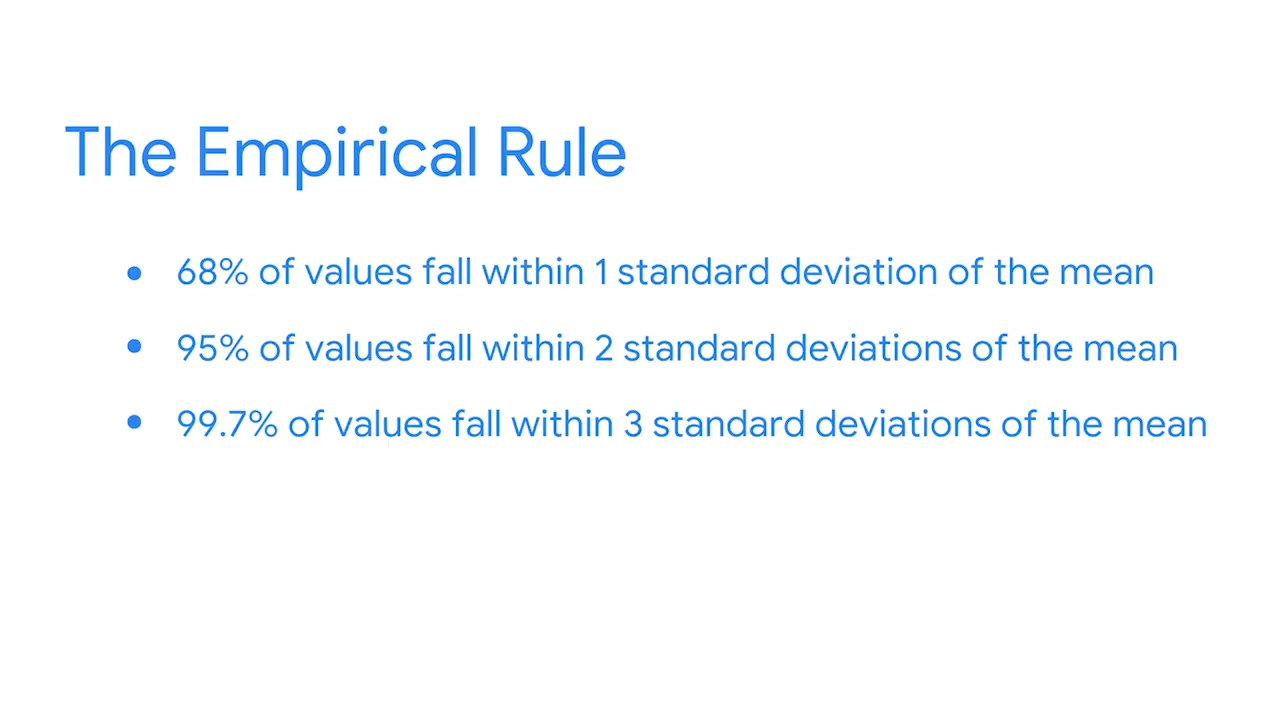 The Empirical Rule
• 68% of values fall within 1 standard deviation of the mean
• 95% of values fall within 2 standard deviations of the mean
• 99.7% of values fall within 3 standard deviations of the mean